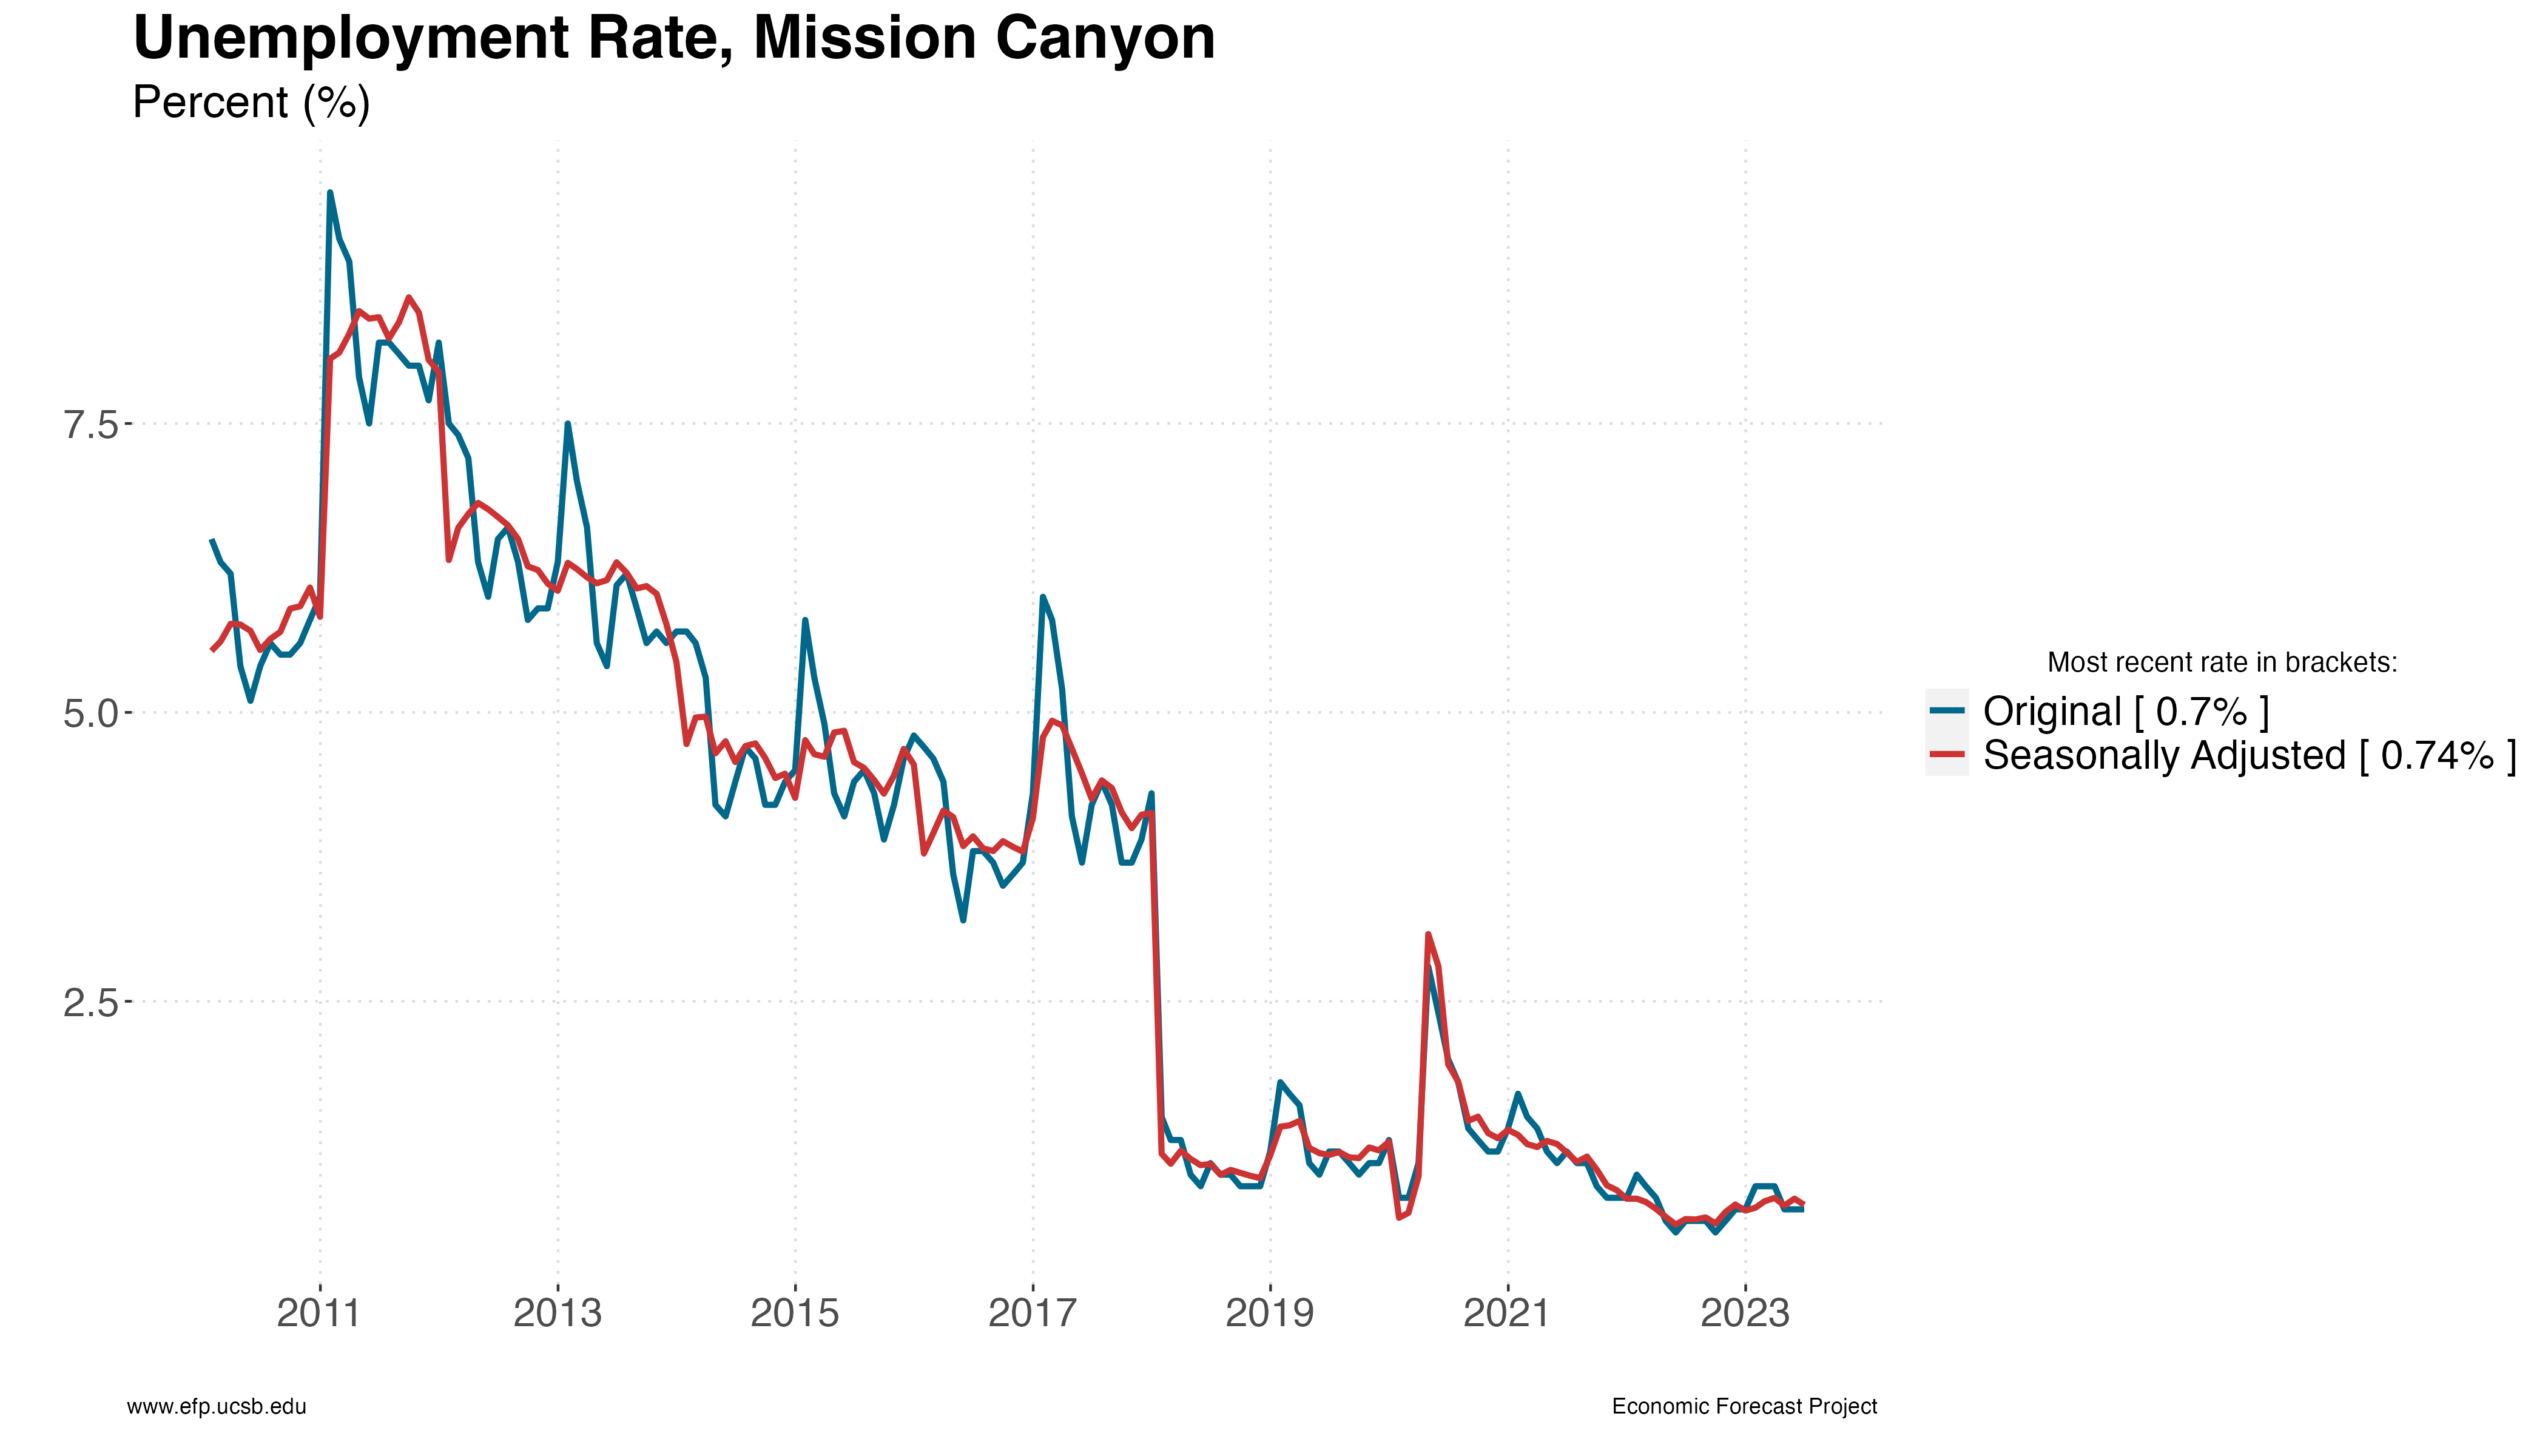 Unemployment Rate, Mission Canyon
Percent (%)
7.5
5.0
2.5
2011 2013 2015 2017 2019 2021 2023
Most recent rate in brackets:
Original [ 0.7% ]
Seasonally Adjusted [ 0.74% ]
www.efp.ucsb.edu Economic Forecast Project